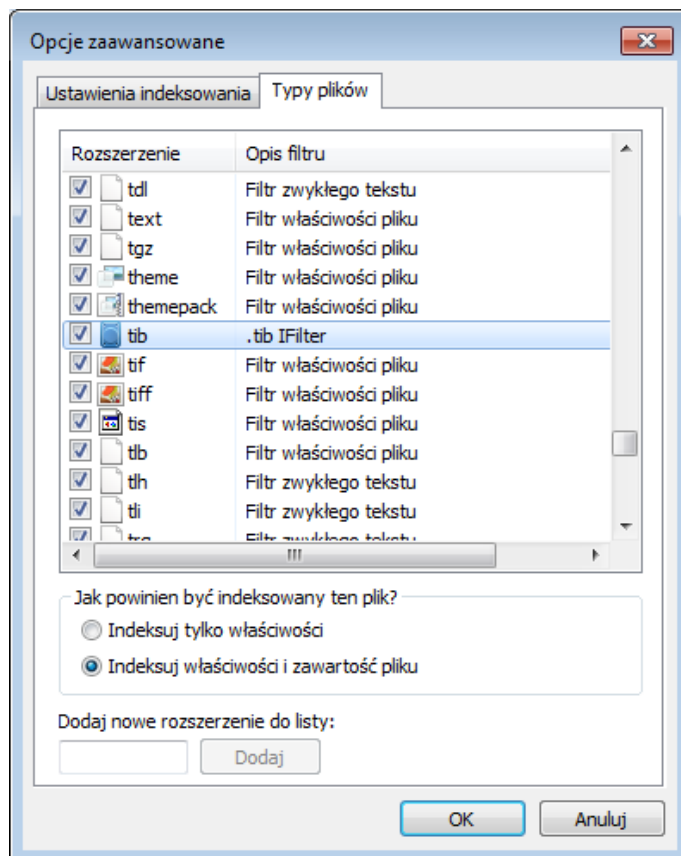 Opcje zaawansowane
Ustawienia indeksowania Typy plików
Rozszerzenie Opis filtru
tdl Filtr zwykłego tekstu
text Filtr właściwości pliku
tgz Filtr właściwości pliku
theme Filtr właściwości pliku
themepack Filtr właściwości pliku
tib .tib IFilter
tif Filtr właściwości pliku
tiff Filtr właściwości pliku
tis Filtr właściwości pliku
tlb Filtr właściwości pliku
tlh Filtr zwykłego tekstu
tli Filtr zwykłego tekstu
Filtr zwykłego tekstu
Jak powinien być indeksowany ten plik?
Indeksuj tylko właściwości
Indeksuj właściwości i zawartość pliku
Dodaj nowe rozszerzenie do listy:
Dodaj
OK Anuluj